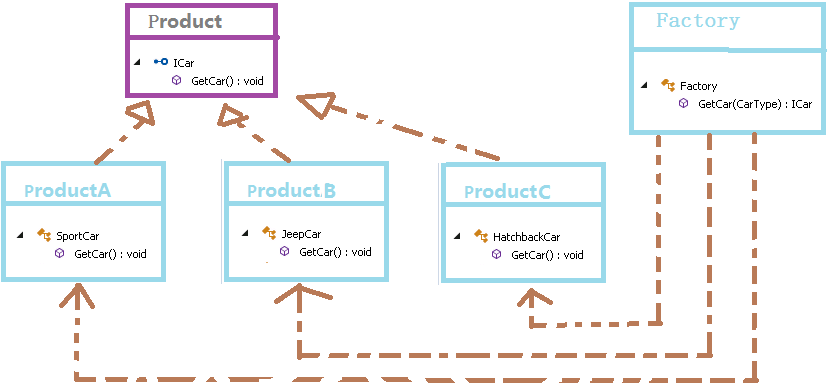 Product
ICar
GetCar() : void
Factory
Factory
GetCar(CarType) : ICar
ProductA
SportCar
GetCar() : void
Product.B
JeepCar
GetCar() : void
ProductC
HatchbackCar
GetCar() : void